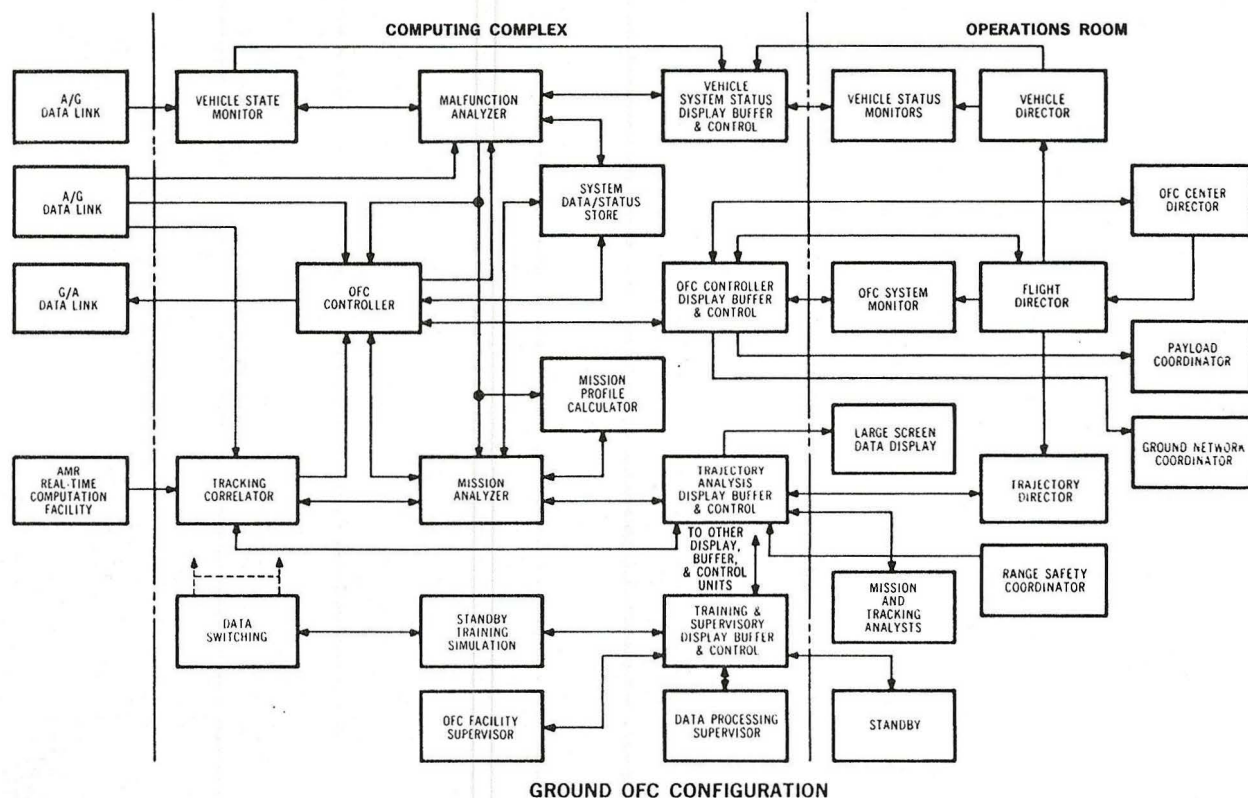 COMPUTING COMPLEX
OPERATIONS ROOM
A/G
DATA LINK
VEHICLE STATE
MONITOR
MALFUNCTION
ANALYZER
VEHICLE
SYSTEM STATUS
DISPLAY BUFFER
& CONTROL
VEHICLE STATUS
MONITORS
VEHICLE
DIRECTOR
A/G
DATA LINK
SYSTEM
DATA/STATUS
STORE
OFC CENTER
DIRECTOR
G/A
DATA LINK
OFC
CONTROLLER
OFC CONTROLLER
DISPLAY BUFFER
& CONTROL
OFC SYSTEM
MONITOR
FLIGHT
DIRECTOR
PAYLOAD
COORDINATOR
MISSION
PROFILE
CALCULATOR
LARGE SCREEN
DATA DISPLAY
GROUND NETWORK
COORDINATOR
AMR
REAL-TIME
COMPUTATION
FACILITY
TRACKING
CORRELATOR
MISSION
ANALYZER
TRAJECTORY
ANALYSIS
DISPLAY BUFFER
& CONTROL
TRAJECTORY
DIRECTOR
TO OTHER
DISPLAY,
BUFFER,
& CONTROL
UNITS
RANGE SAFETY
COORDINATOR
MISSION
AND
TRACKING
ANALYSTS
DATA
SWITCHING
STANDBY
TRAINING
SIMULATION
TRAINING &
SUPERVISORY
DISPLAY BUFFER
& CONTROL
OFC FACILITY
SUPERVISOR
DATA PROCESSING
SUPERVISOR
STANDBY
GROUND OFC CONFIGURATION